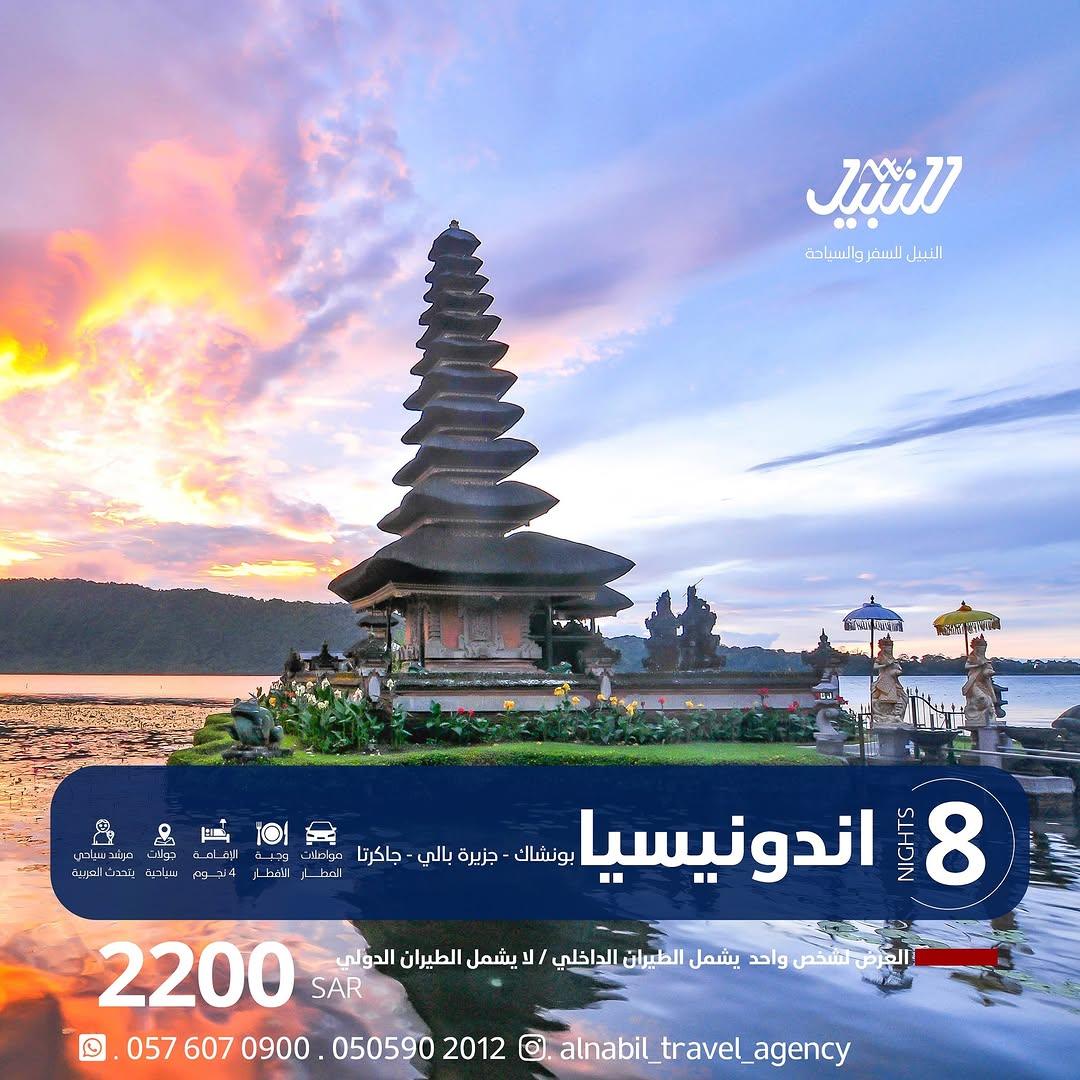 للنبيل
النبيل للسفر والسياحة
8 NIGHTS
اندونيسيا
بونشاك - جزيرة بالي - جاكرتا
مواصلات
المطار
وجبة
الأفطار
الإقامة
4 نجوم
جولات
سياحية
مرشد سياحي
يتحدث العربية
العرض لشخص واحد يشمل الطيران الداخلي / لا يشمل الطيران الدولي
2200 SAR
. 057 607 0900 . 050590 2012 . alnabil_travel_agency